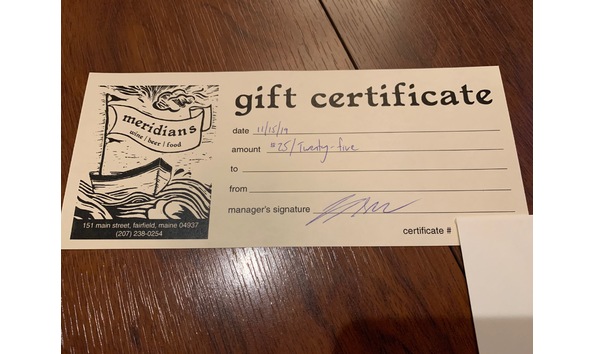 meridians
wine | beer | food
151 main street, fairfield, maine 04937
(207) 238-0254
gift certificate
date 11/15/19
amount $25/Twenty-five
to
from
manager's signature
certificate #